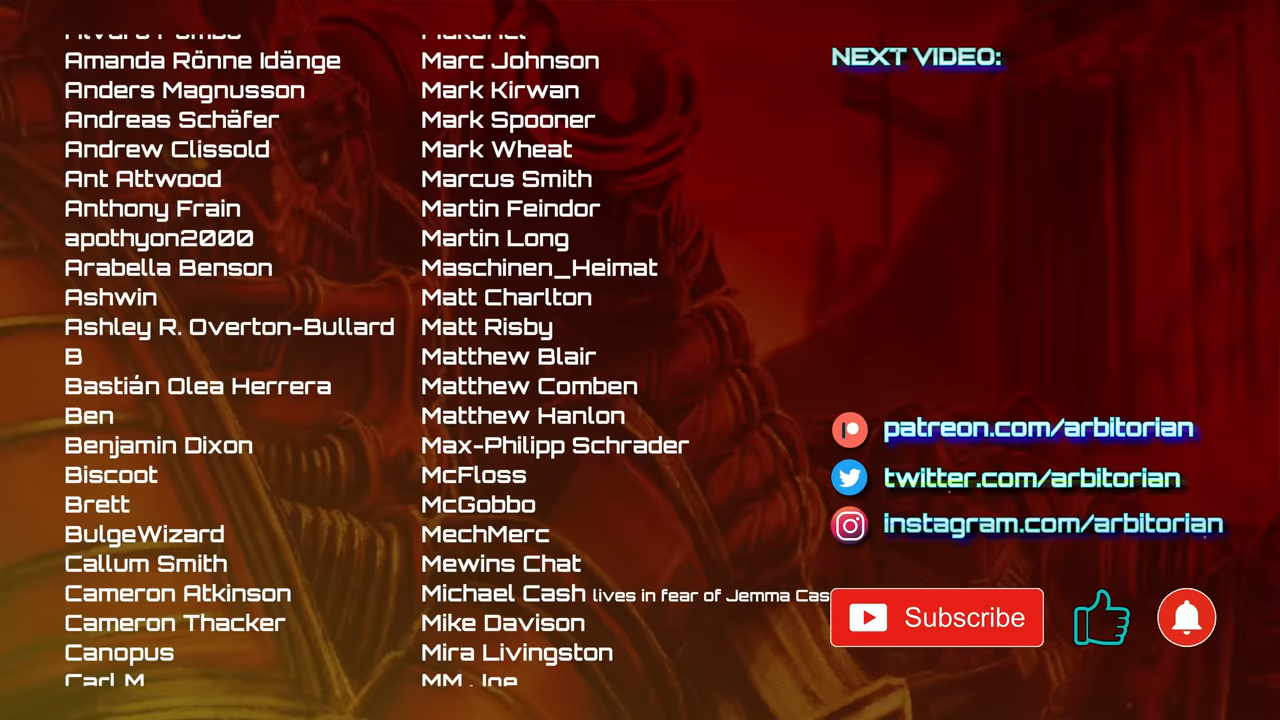 Amanda Rönne Idänge
Anders Magnusson
Andreas Schäfer
Andrew Clissold
Ant Attwood
Anthony Frain
apothyon2000
Arabella Benson
Ashwin
Ashley R. Overton-Bullard
B
Bastián Olea Herrera
Ben
Benjamin Dixon
Biscoot
Brett
BulgeWizard
Callum Smith
Cameron Atkinson
Cameron Thacker
Canopus
Carl M
Marc Johnson
Mark Kirwan
Mark Spooner
Mark Wheat
Marcus Smith
Martin Feindor
Martin Long
Maschinen_Heimat
Matt Charlton
Matt Risby
Matthew Blair
Matthew Comben
Matthew Hanlon
Max-Philipp Schrader
McFloss
McGobbo
MechMerc
Mewins Chat
Michael Cash lives in fear of Jemma Cas
Mike Davison
Mira Livingston
NEXT VIDEO:
patreon.com/arbitorian
twitter.com/arbitorian
instagram.com/arbitorian
Subscribe